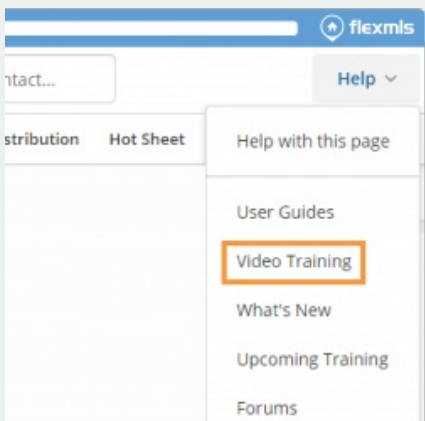 flexmls
ntact...
Help
stribution Hot Sheet
Help with this page
User Guides
Video Training
What's New
Upcoming Training
Forums